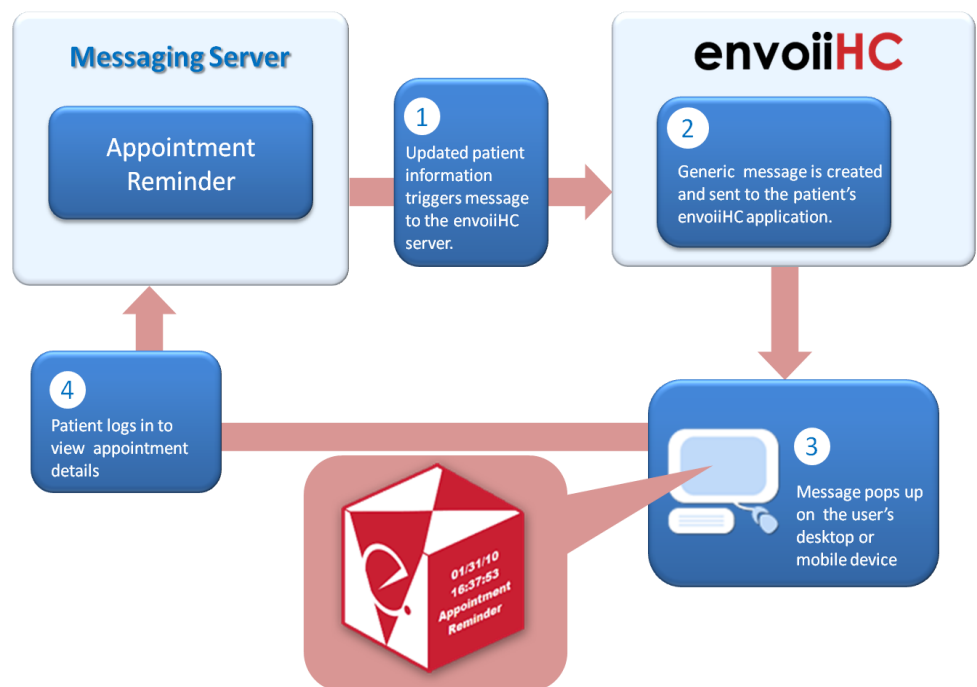 Messaging Server
Appointment
Reminder
1
Updated patient
information
triggers message
to the envoiiHC
server.
envoiiHC
2
Generic message is created
and sent to the patient's
envoiiHC application.
3
Message pops up
on the user's
desktop or
mobile device
e.
01/31/10
16:37:53
Appointment
Reminder
4
Patient logs in to
view appointment
details